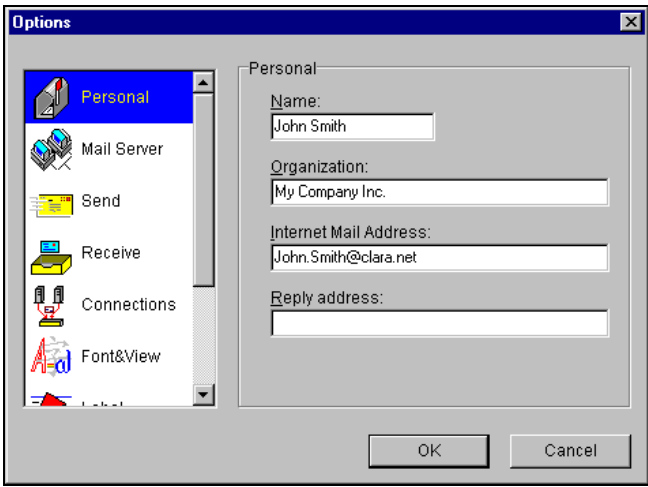 Options
Personal
Mail Server
Send
Receive
Connections
Font&View
Label
Personal
Name:
John Smith
Organization:
My Company Inc.
Internet Mail Address:
John.Smith@clara.net
Reply address:
OK
Cancel